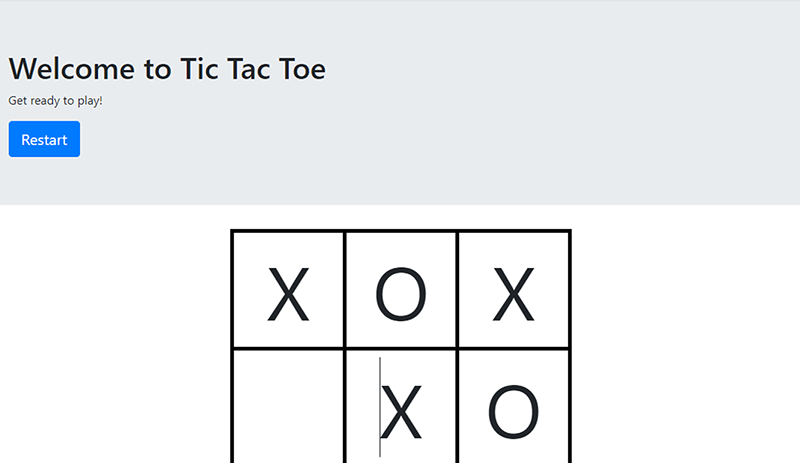 Welcome to Tic Tac Toe
Get ready to play!
Restart
X O X
X O